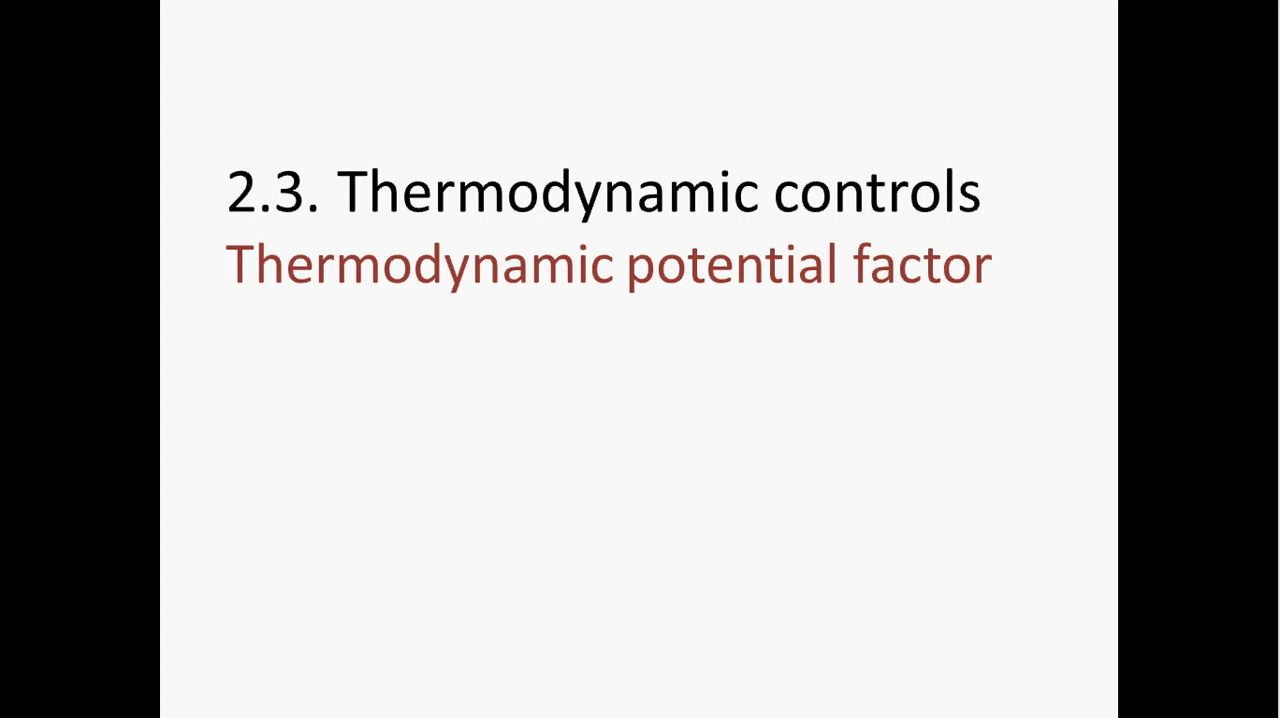 2.3. Thermodynamic controls
Thermodynamic potential factor